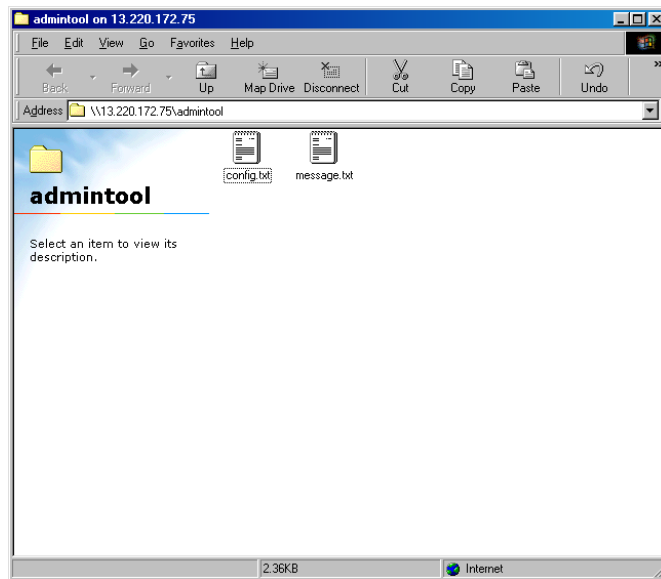 admintool on 13.220.172.75
File Edit View Go Favorites Help
Back Forward Up Map Drive Disconnect Cut Copy Paste Undo »
Address \\13.220.172.75\admintool
config.txt message.txt
admintool
Select an item to view its
description.
2.36KB Internet